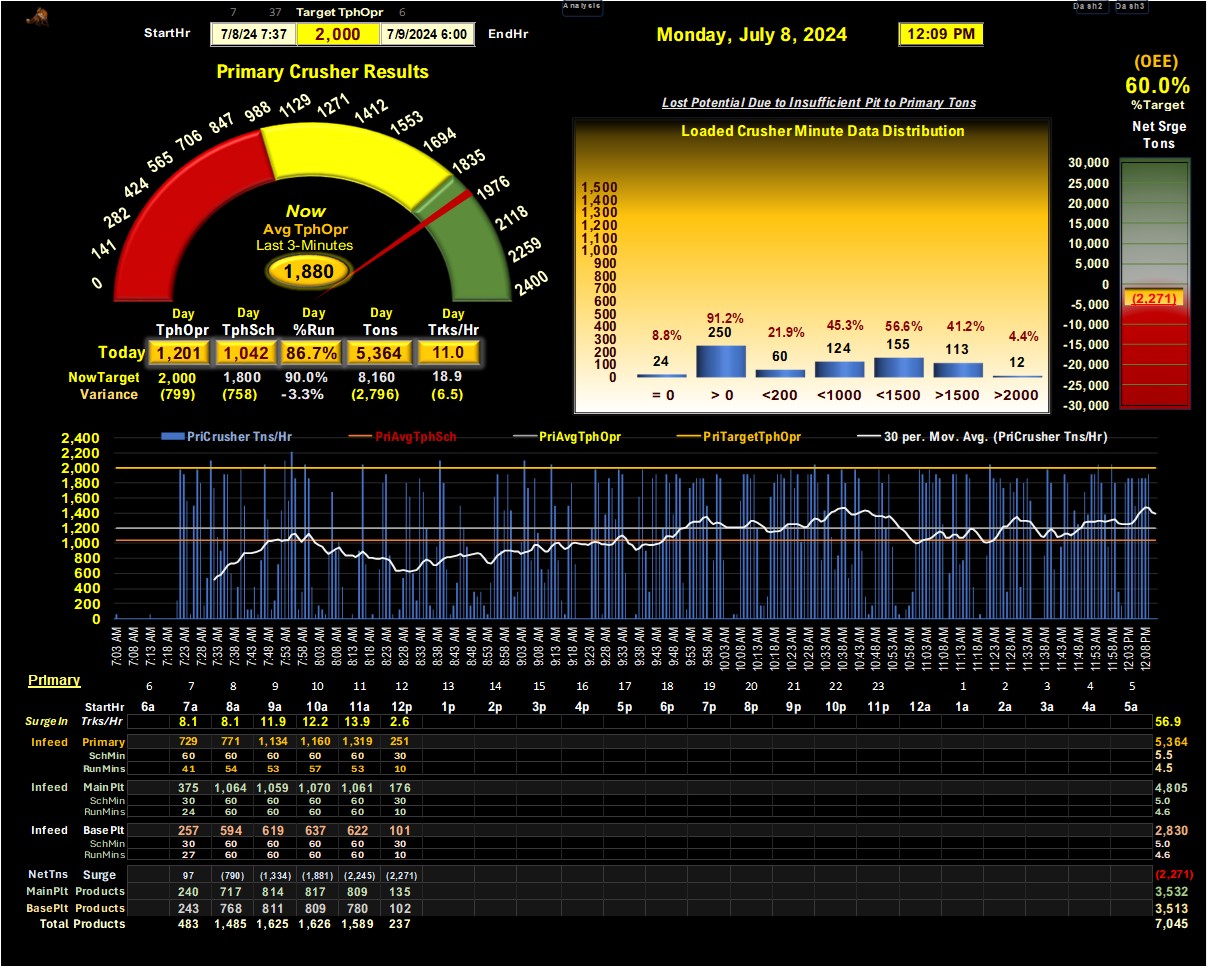 7 37 Target TphOpr 6 Analysis Dash2 Dash3
StartHr 7/8/24 7:37 2,000 7/9/2024 6:00 EndHr Monday, July 8, 2024 12:09 PM
(OEE)
60.0%
%Target
Primary Crusher Results
Net Srge
Tons
Lost Potential Due to Insufficient Pit to Primary Tons
0 141 282 424 565 706 847 988 1129 1271 1412 1553 1694 1835 1976 2118 2259 2400
Now
Avg TphOpr
Last 3-Minutes
1,880
Day Day Day Day Day
TphOpr TphSch %Run Tons Trks/Hr
Today 1,201 1,042 86.7% 5,364 11.0
NowTarget 2,000 1,800 90.0% 8,160 18.9
Variance (799) (758) -3.3% (2,796) (6.5)
Loaded Crusher Minute Data Distribution
1,500
1,400
1,300
1,200
1,100
1,000
900
800
700
600
500
400
300
200
100
0
8.8% 91.2% 21.9% 45.3% 56.6% 41.2% 4.4%
24 250 60 124 155 113 12
= 0 > 0 <200 <1000 <1500 >1500 >2000
30,000
25,000
20,000
15,000
10,000
5,000
0
(2,271)
-5,000
-10,000
-15,000
-20,000
-25,000
-30,000
PriCrusher Tns/Hr PriAvgTphSch PriAvgTphOpr PriTargetTphOpr 30 per. Mov. Avg. (PriCrusher Tns/Hr)
2,400
2,200
2,000
1,800
1,600
1,400
1,200
1,000
800
600
400
200
0
7:03 AM 7:08 AM 7:13 AM 7:18 AM 7:23 AM 7:28 AM 7:33 AM 7:38 AM 7:43 AM 7:48 AM 7:53 AM 7:58 AM 8:03 AM 8:08 AM 8:13 AM 8:18 AM 8:23 AM 8:28 AM 8:33 AM 8:38 AM 8:43 AM 8:48 AM 8:53 AM 8:58 AM 9:03 AM 9:08 AM 9:13 AM 9:18 AM 9:23 AM 9:28 AM 9:33 AM 9:38 AM 9:43 AM 9:48 AM 9:53 AM 9:58 AM 10:03 AM 10:08 AM 10:13 AM 10:18 AM 10:23 AM 10:28 AM 10:33 AM 10:38 AM 10:43 AM 10:48 AM 10:53 AM 10:58 AM 11:03 AM 11:08 AM 11:13 AM 11:18 AM 11:23 AM 11:28 AM 11:33 AM 11:38 AM 11:43 AM 11:48 AM 11:53 AM 11:58 AM 12:03 PM 12:08 PM
Primary
6 7 8 9 10 11 12 13 14 15 16 17 18 19 20 21 22 23 1 2 3 4 5
StartHr 6a 7a 8a 9a 10a 11a 12p 1p 2p 3p 4p 5p 6p 7p 8p 9p 10p 11p 12a 1a 2a 3a 4a 5a
Surge In Trks/Hr 8.1 8.1 11.9 12.2 13.9 2.6 56.9
Infeed Primary 729 771 1,134 1,160 1,319 251 5,364
SchMin 60 60 60 60 60 30 5.5
RunMins 41 54 53 57 53 10 4.5
Infeed Main Plt 375 1,064 1,059 1,070 1,061 176 4,805
SchMin 30 60 60 60 60 30 5.0
RunMins 24 60 60 60 60 10 4.6
Infeed Base Plt 257 594 619 637 622 101 2,830
SchMin 30 60 60 60 60 30 5.0
RunMins 27 60 60 60 60 10 4.6
NetTns Surge 97 (790) (1,334) (1,881) (2,245) (2,271) (2,271)
MainPlt Products 240 717 814 817 809 135 3,532
BasePlt Products 243 768 811 809 780 102 3,513
Total Products 483 1,485 1,625 1,626 1,589 237 7,045